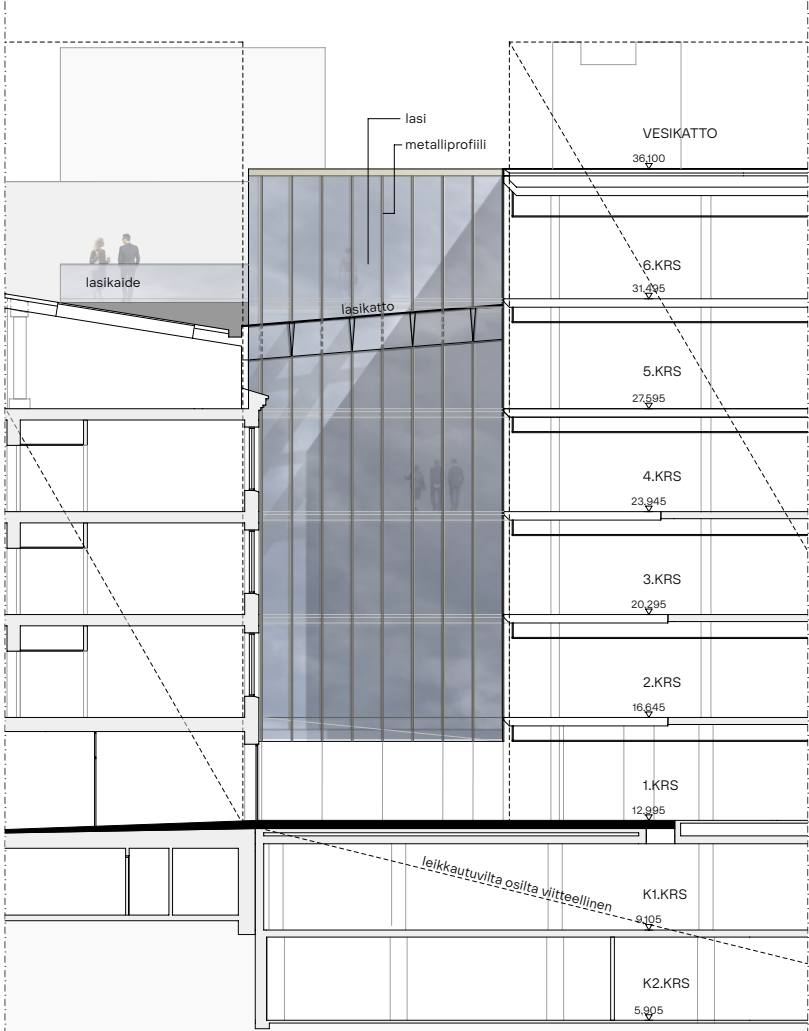 lasi
metalliprofiili
VESIKATTO
36.100
6.KRS
lasikaide
31.495
lasikatto
5.KRS
27.595
4.KRS
23.945
3.KRS
20.295
2.KRS
16.645
1.KRS
12.995
leikkautuvilta osilta viitteellinen
K1.KRS
9.105
K2.KRS
5.905